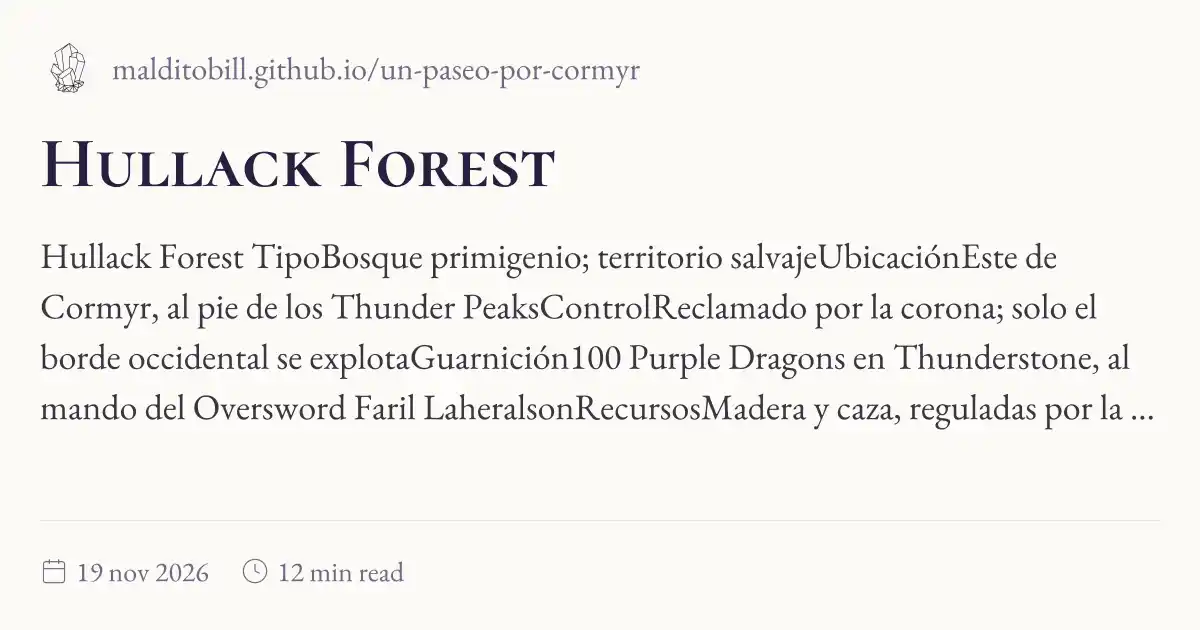 malditobill.github.io/un-paseo-por-cormyr
Hullack Forest
Hullack Forest TipoBosque primigenio; territorio salvajeUbicaciónEste de
Cormyr, al pie de los Thunder PeaksControlReclamado por la corona; solo el
borde occidental se explotaGuarnición100 Purple Dragons en Thunderstone, al
mando del Oversword Faril LaheralsonRecursosMadera y caza, reguladas por la ...
19 nov 2026
12 min read